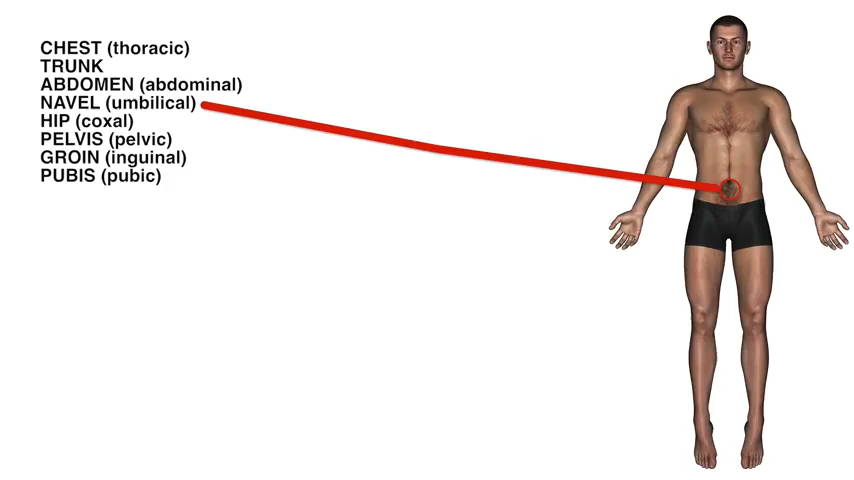 CHEST (thoracic)
TRUNK
ABDOMEN (abdominal)
NAVEL (umbilical)
HIP (coxal)
PELVIS (pelvic)
GROIN (inguinal)
PUBIS (pubic)